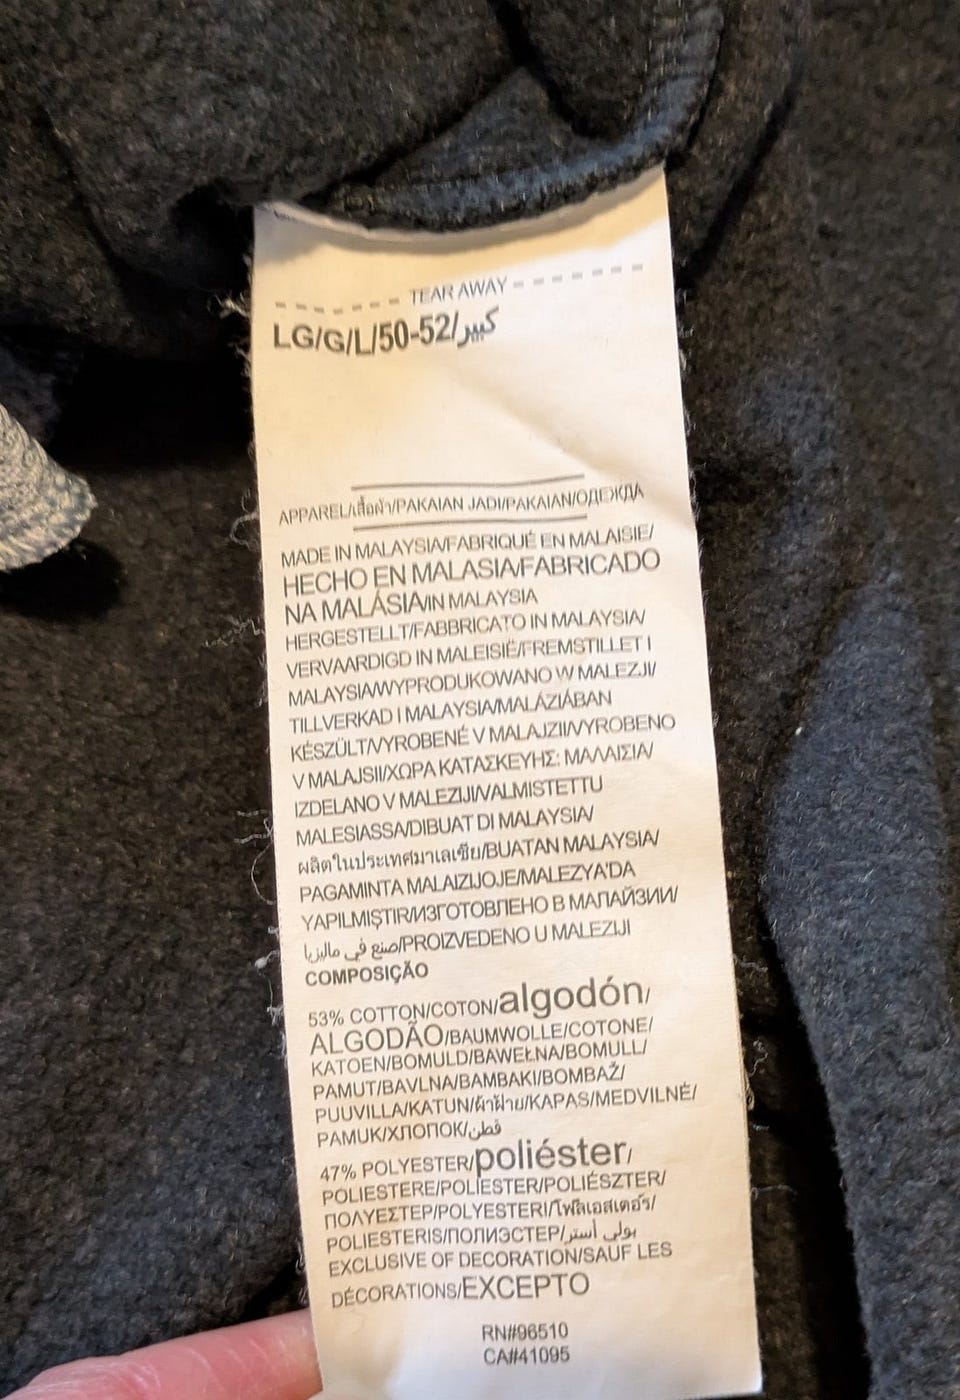 TEAR AWAY
LG/G/L/50-52/كبير
APPAREL/เสื้อผ้า/PAKAIAN JADI/PAKAIAN/ОДЕЖДА
MADE IN MALAYSIA/FABRIQUÉ EN MALAISIE/
HECHO EN MALASIA/FABRICADO
NA MALÁSIA/IN MALAYSIA
HERGESTELLT/FABBRICATO IN MALAYSIA/
VERVAARDIGD IN MALEISIË/FREMSTILLET I
MALAYSIA/WYPRODUKOWANO W MALEZJI/
TILLVERKAD I MALAYSIA/MALÁZIÁBAN
KÉSZÜLT/VYROBENÉ V MALAJZII/VYROBENO
V MALAJSII/ΧΩΡΑ ΚΑΤΑΣΚΕΥΗΣ: ΜΑΛΑΙΣΙΑ/
IZDELANO V MALEZIJI/VALMISTETTU
MALESIASSA/DIBUAT DI MALAYSIA/
ผลิตในประเทศมาเลเซีย/BUATAN MALAYSIA/
PAGAMINTA MALAIZIJOJE/MALEZYA'DA
YAPILMIŞTIR/ИЗГОТОВЛЕНО В МАЛАЙЗИИ/
صنع في ماليزيا/PROIZVEDENO U MALEZIJI
COMPOSIÇÃO
53% COTTON/COTON/algodón/
ALGODÃO/BAUMWOLLE/COTONE/
KATOEN/BOMULD/BAWEŁNA/BOMULL/
PAMUT/BAVLNA/BAMBAKI/BOMBAŽ/
PUUVILLA/KATUN/ผ้าฝ้าย/KAPAS/MEDVILNĖ/
PAMUK/ХЛОПОК/قطن
47% POLYESTER/poliéster/
POLIESTERE/POLIESTER/POLIÉSZTER/
ΠΟΛΥΕΣΤΕΡ/POLYESTERI/โพลีเอสเตอร์/
POLIESTERIS/ПОЛИЭСТЕР/بولي أستر
EXCLUSIVE OF DECORATION/SAUF LES
DÉCORATIONS/EXCEPTO
RN#96510
CA#41095